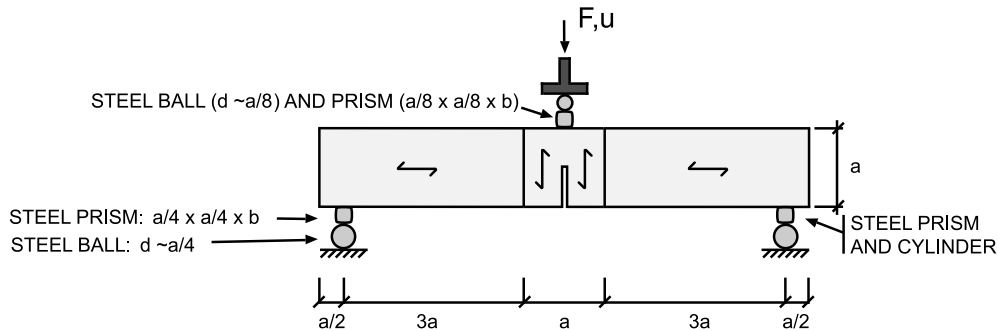 F,u
STEEL BALL (d ~a/8) AND PRISM (a/8 x a/8 x b)
a
STEEL PRISM: a/4 x a/4 x b
STEEL BALL: d ~a/4
STEEL PRISM
AND CYLINDER
a/2 3a a 3a a/2